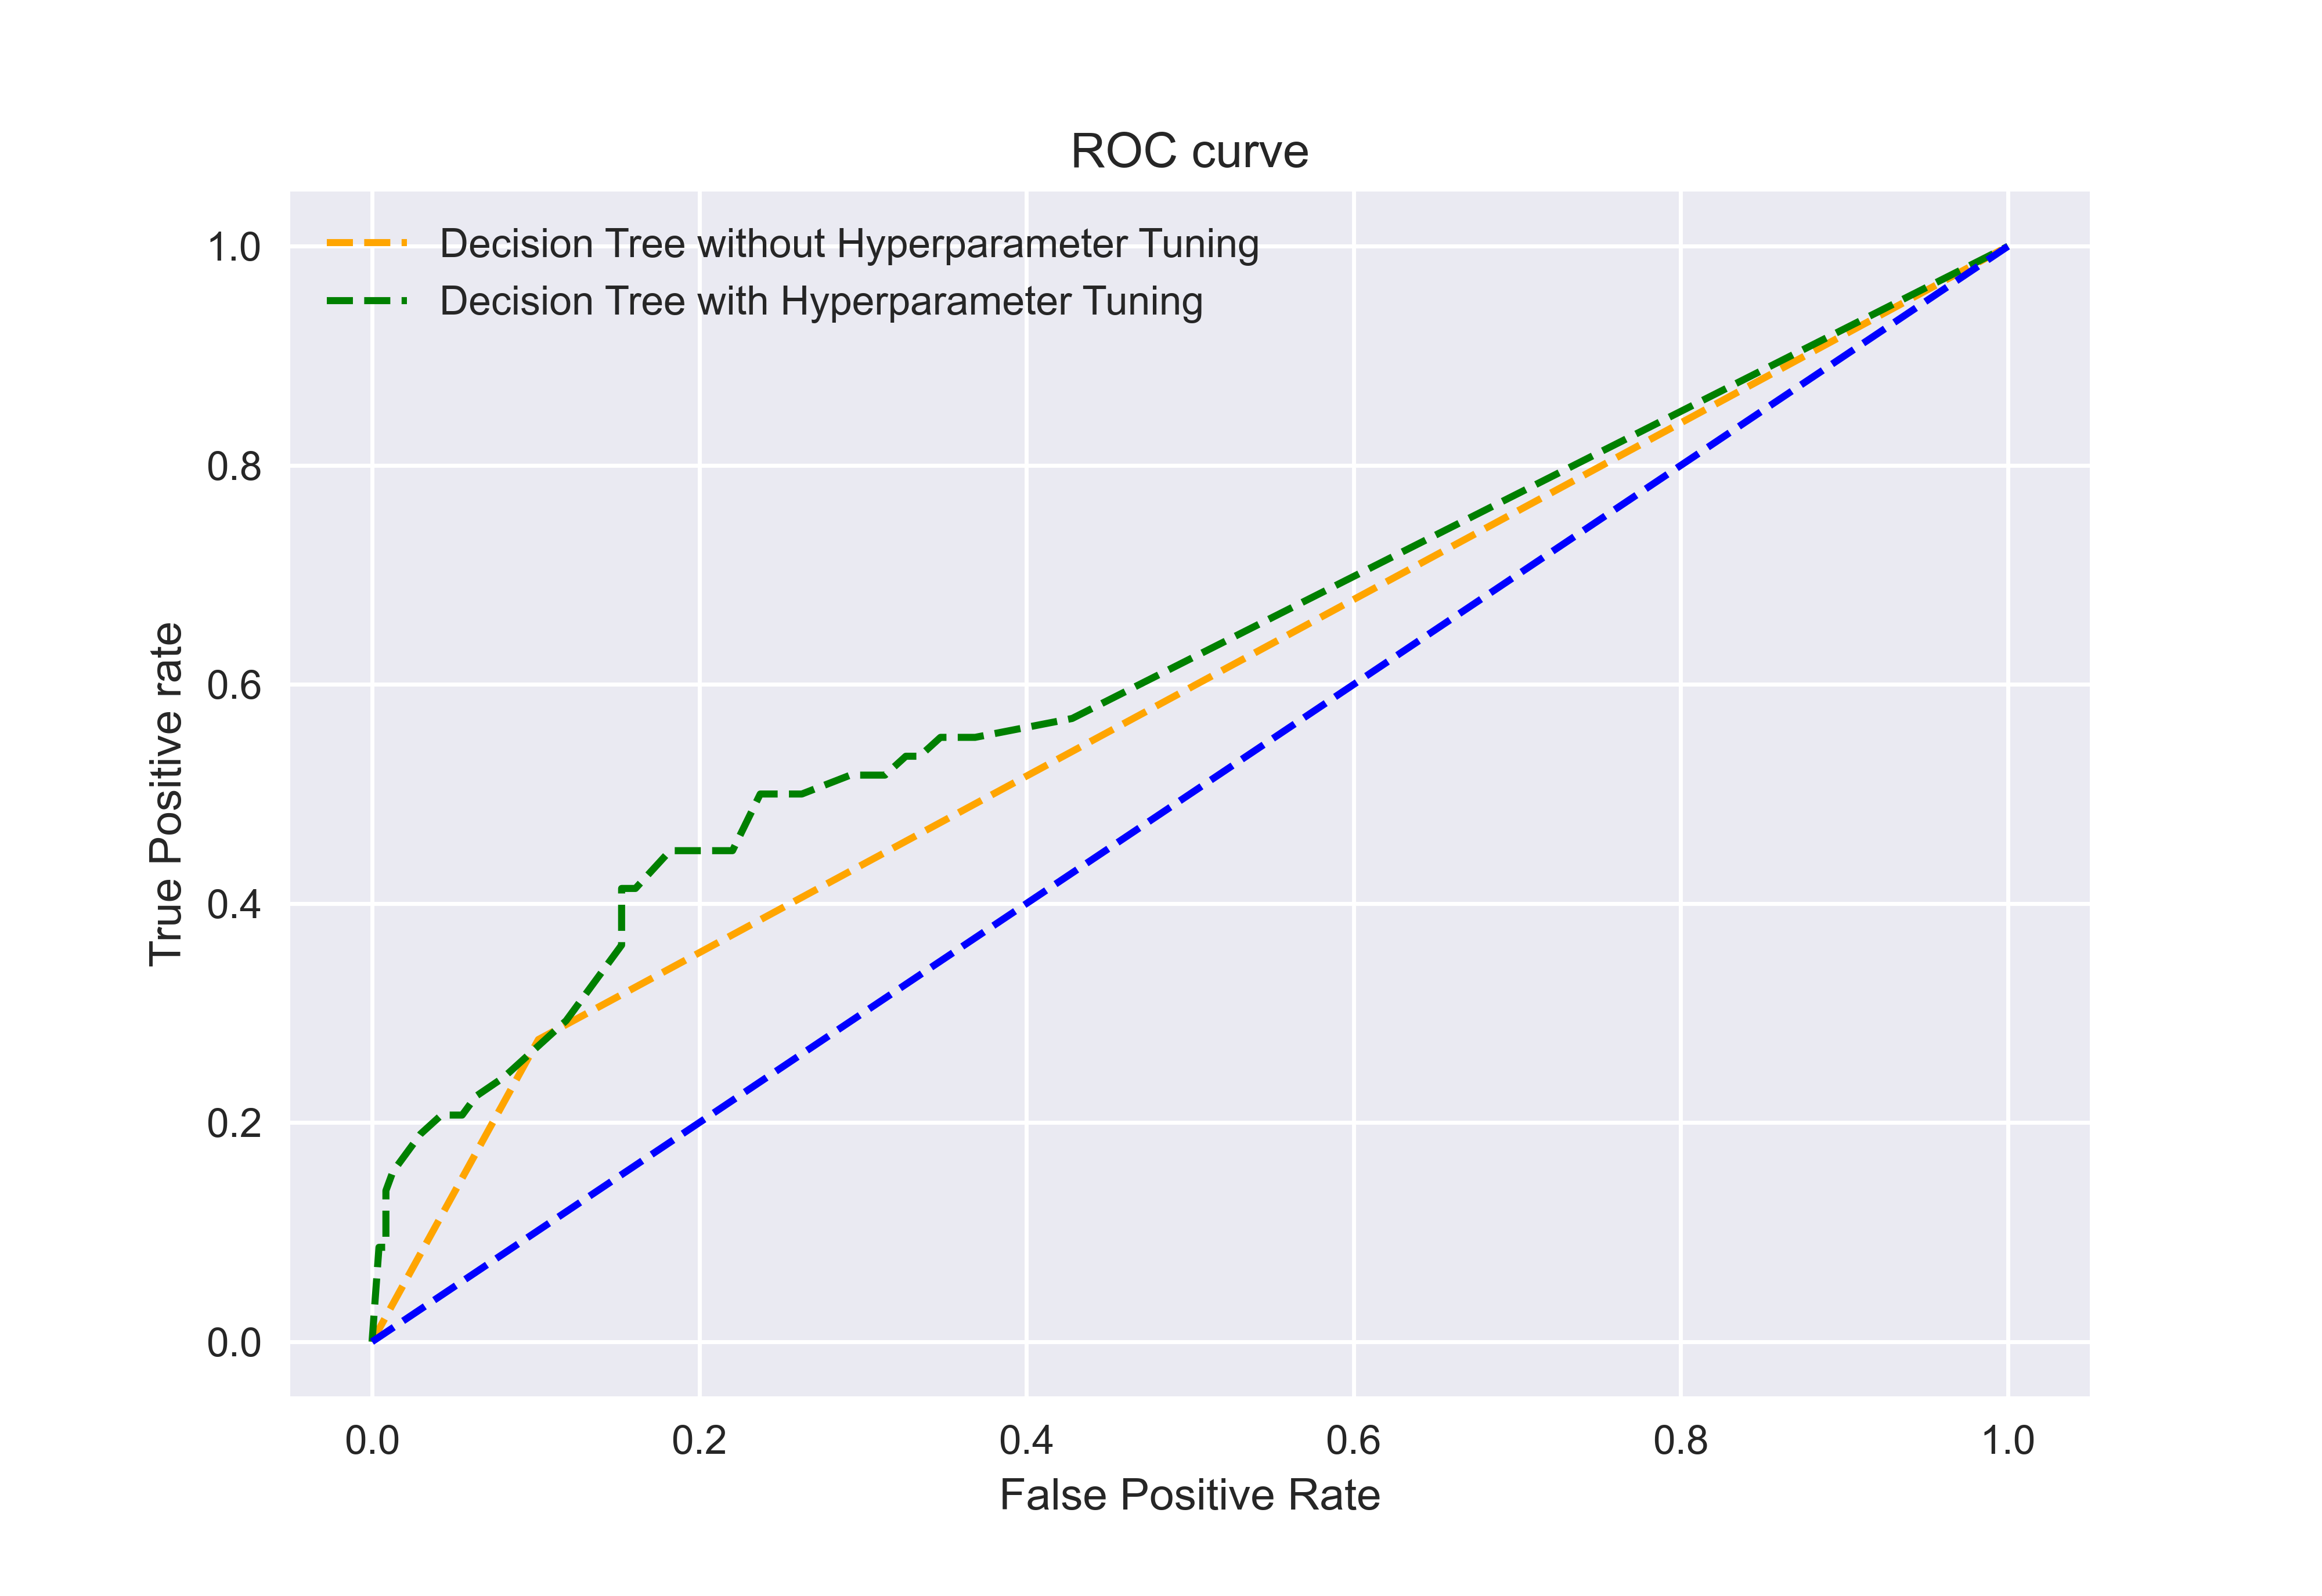 ROC curve
Decision Tree without Hyperparameter Tuning
Decision Tree with Hyperparameter Tuning
True Positive rate
1.0
0.8
0.6
0.4
0.2
0.0
0.0 0.2 0.4 0.6 0.8 1.0
False Positive Rate